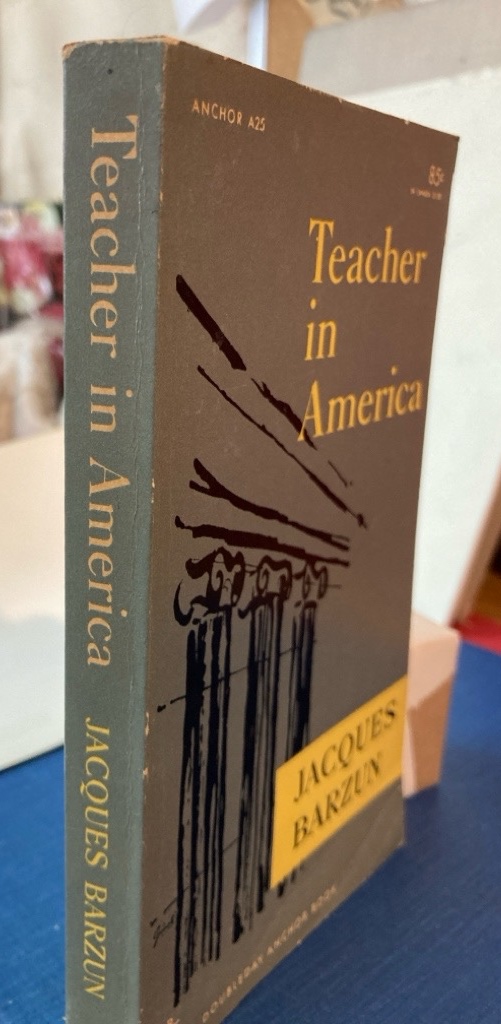 Teacher in America JACQUES BARZUN
ANCHOR A25
85¢
Teacher
in
America
JACQUES
BARZUN
DOUBLEDAY ANCHOR BOOK